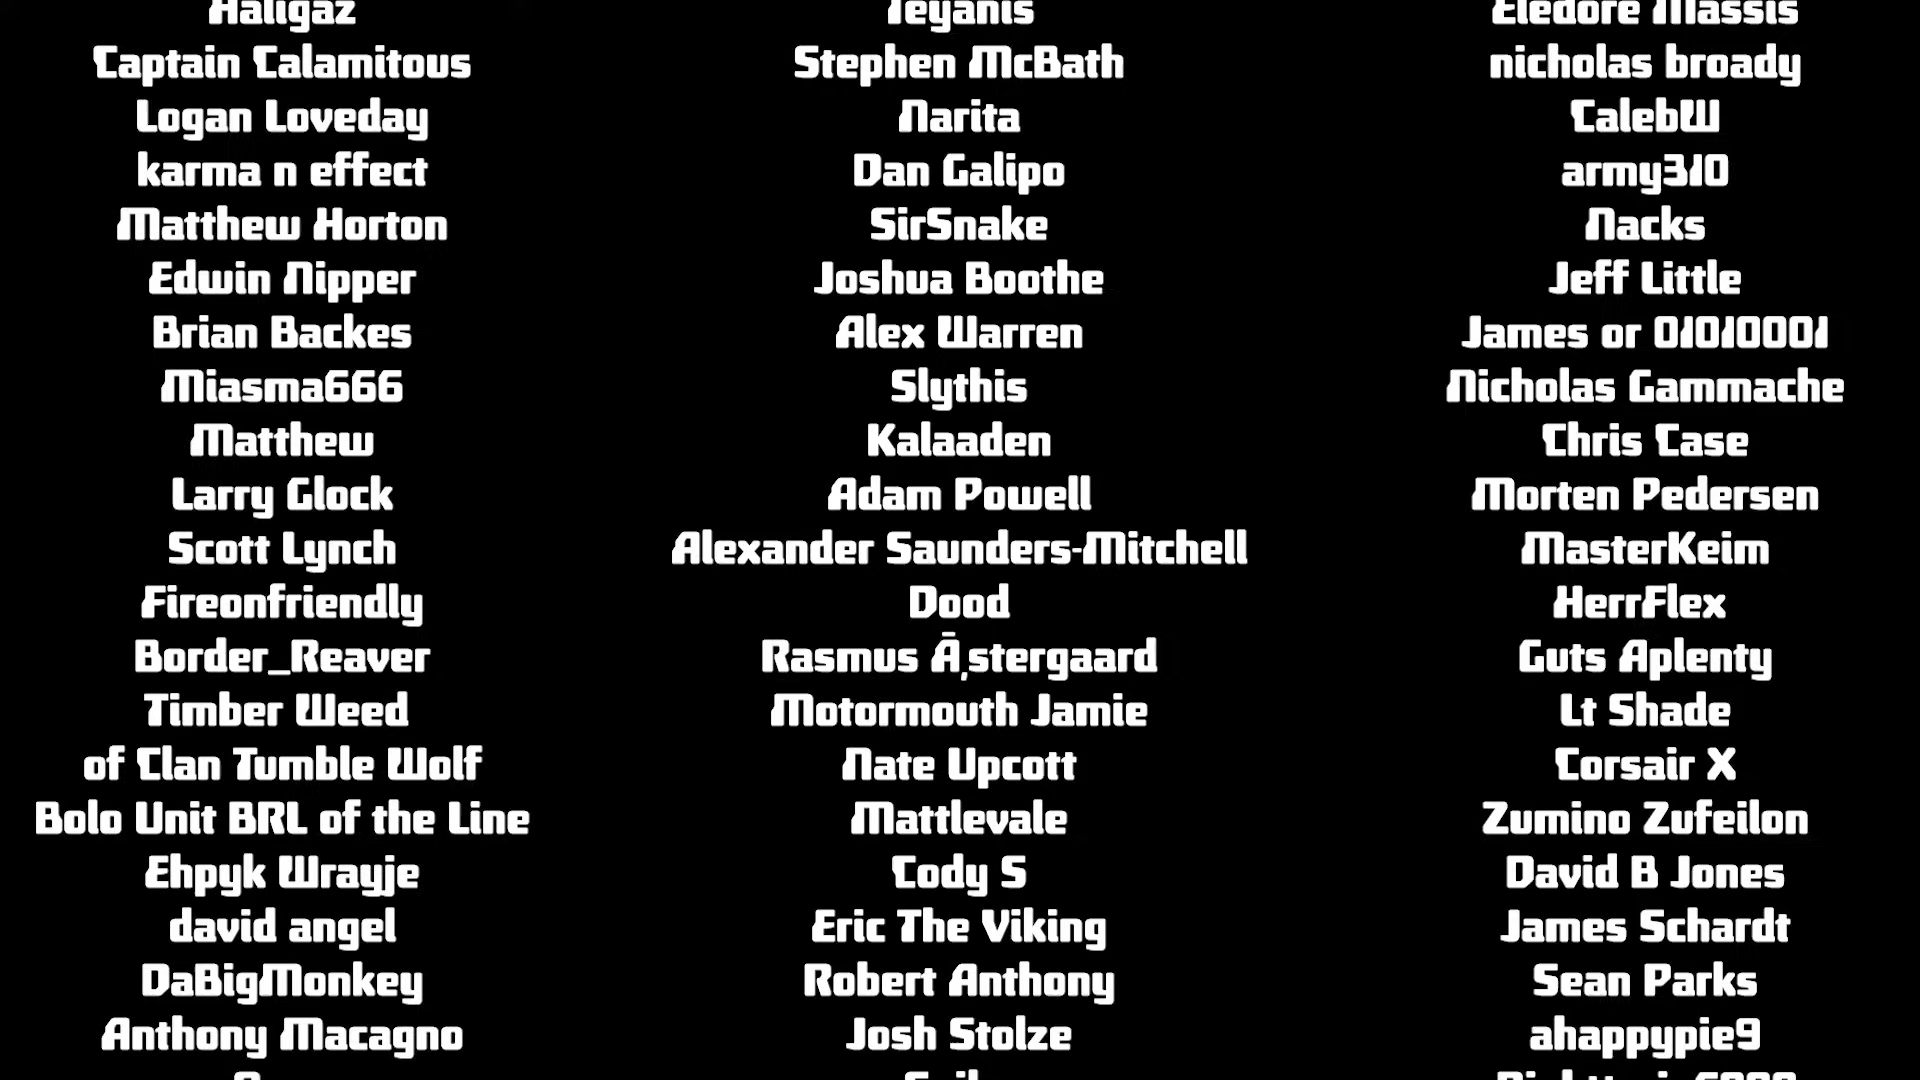 Haligaz
Captain Calamitous
Logan Loveday
karma n effect
Matthew Horton
Edwin Nipper
Brian Backes
Miasma666
Matthew
Larry Glock
Scott Lynch
Fireonfriendly
Border_Reaver
Timber Weed
of Clan Tumble Wolf
Bolo Unit BRL of the Line
Ehpyk Wrayje
david angel
DaBigMonkey
Anthony Macagno
Teyanis
Stephen McBath
Narita
Dan Galipo
SirSnake
Joshua Boothe
Alex Warren
Slythis
Kalaaden
Adam Powell
Alexander Saunders-Mitchell
Dood
Rasmus Ā¸stergaard
Motormouth Jamie
Nate Upcott
Mattlevale
Cody S
Eric The Viking
Robert Anthony
Josh Stolze
Eledore Massis
nicholas broady
CalebW
army310
Nacks
Jeff Little
James or 01010001
Nicholas Gammache
Chris Case
Morten Pedersen
MasterKeim
HerrFlex
Guts Aplenty
Lt Shade
Corsair X
Zumino Zufeilon
David B Jones
James Schardt
Sean Parks
ahappypie9